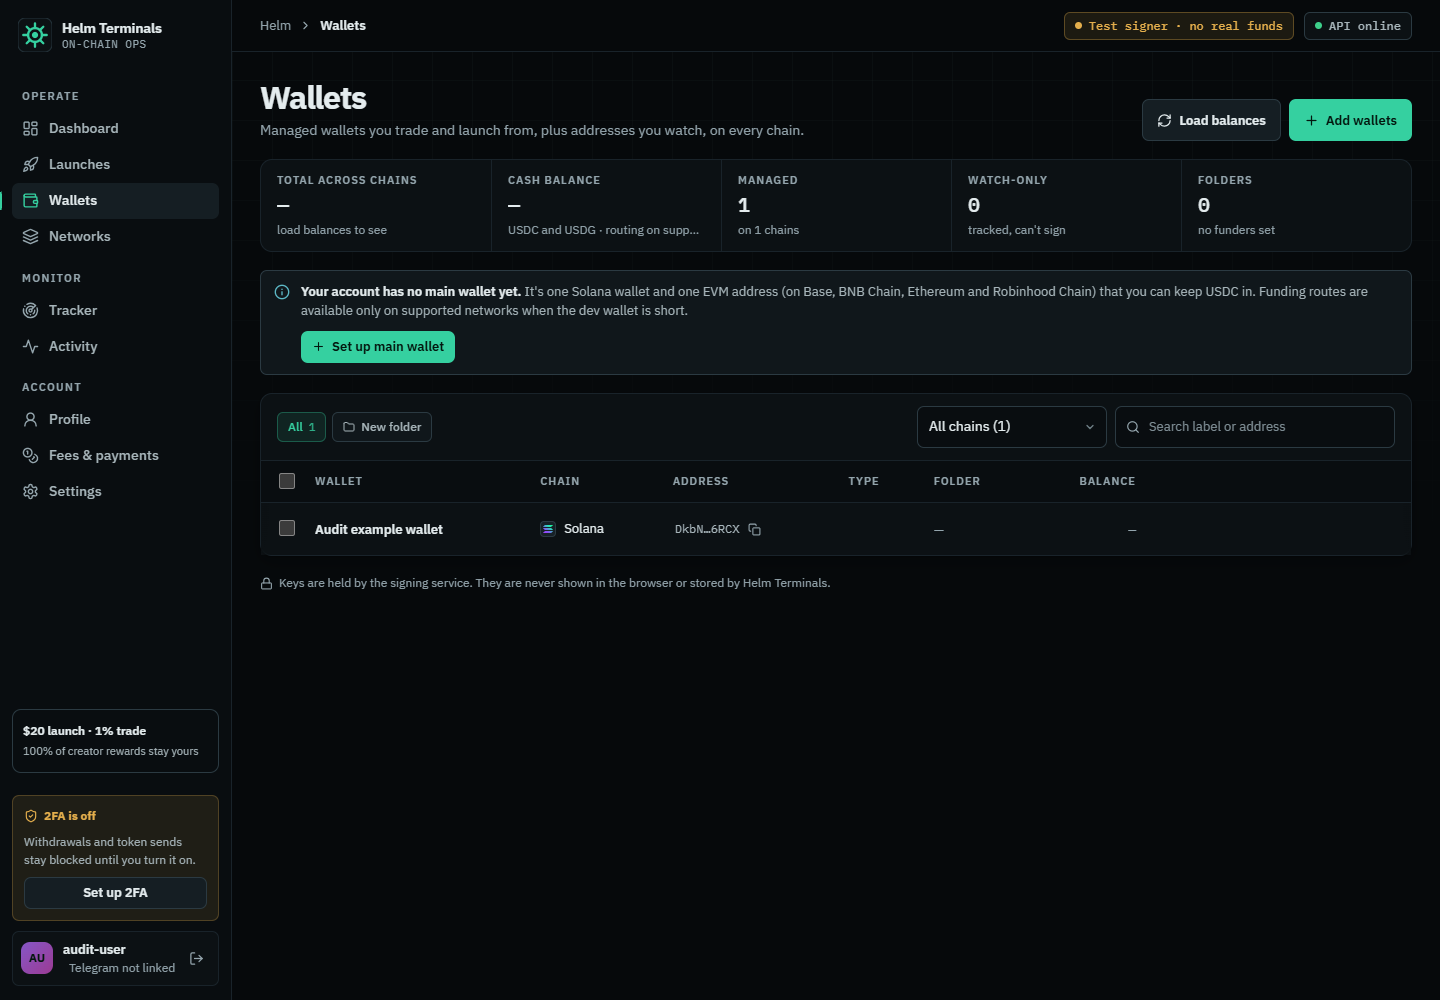 Helm Terminals
ON-CHAIN OPS
OPERATE
Dashboard
Launches
Wallets
Networks
MONITOR
Tracker
Activity
ACCOUNT
Profile
Fees & payments
Settings
$20 launch · 1% trade
100% of creator rewards stay yours
2FA is off
Withdrawals and token sends
stay blocked until you turn it on.
Set up 2FA
AU
audit-user
Telegram not linked
Helm > Wallets
Test signer · no real funds
API online
Wallets
Managed wallets you trade and launch from, plus addresses you watch, on every chain.
Load balances
+ Add wallets
TOTAL ACROSS CHAINS
—
load balances to see
CASH BALANCE
—
USDC and USDG · routing on supp...
MANAGED
1
on 1 chains
WATCH-ONLY
0
tracked, can't sign
FOLDERS
0
no funders set
Your account has no main wallet yet. It's one Solana wallet and one EVM address (on Base, BNB Chain, Ethereum and Robinhood Chain) that you can keep USDC in. Funding routes are
available only on supported networks when the dev wallet is short.
+ Set up main wallet
All 1
New folder
All chains (1)
Search label or address
WALLET CHAIN ADDRESS TYPE FOLDER BALANCE
Audit example wallet Solana DkbN…6RCX — —
Keys are held by the signing service. They are never shown in the browser or stored by Helm Terminals.